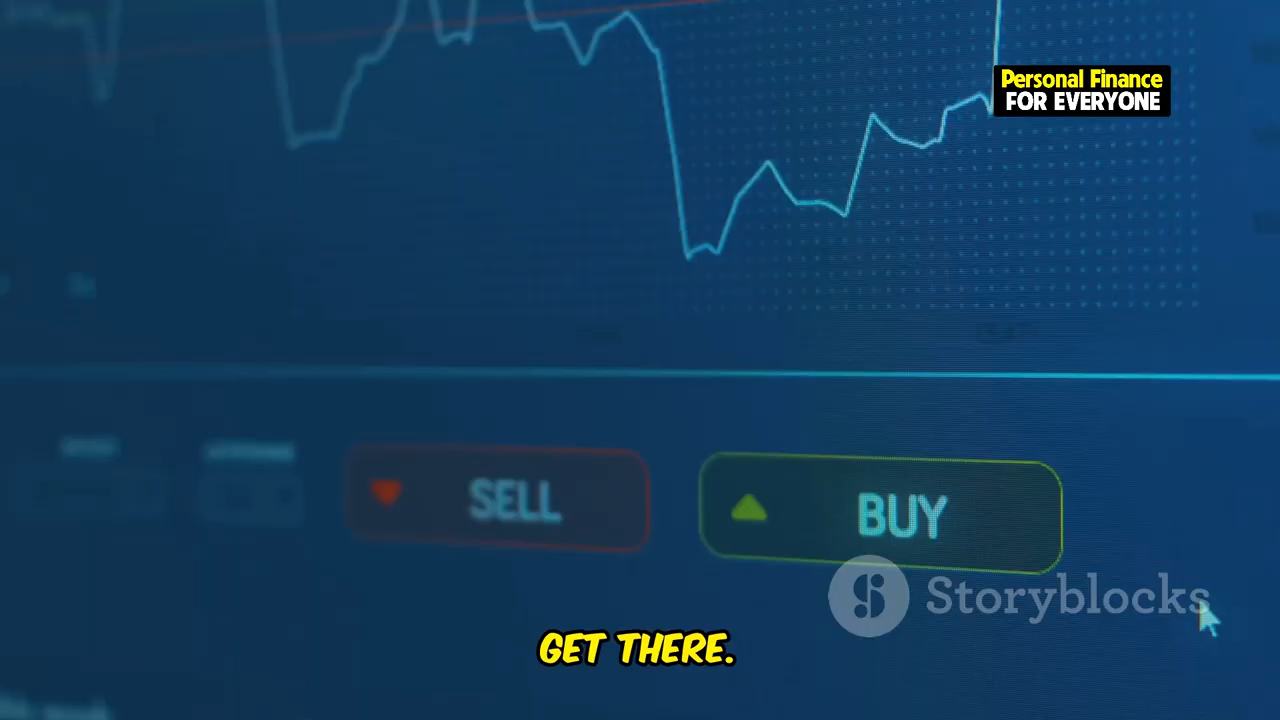 Personal Finance
FOR EVERYONE
SELL
BUY
Storyblocks
GET THERE.